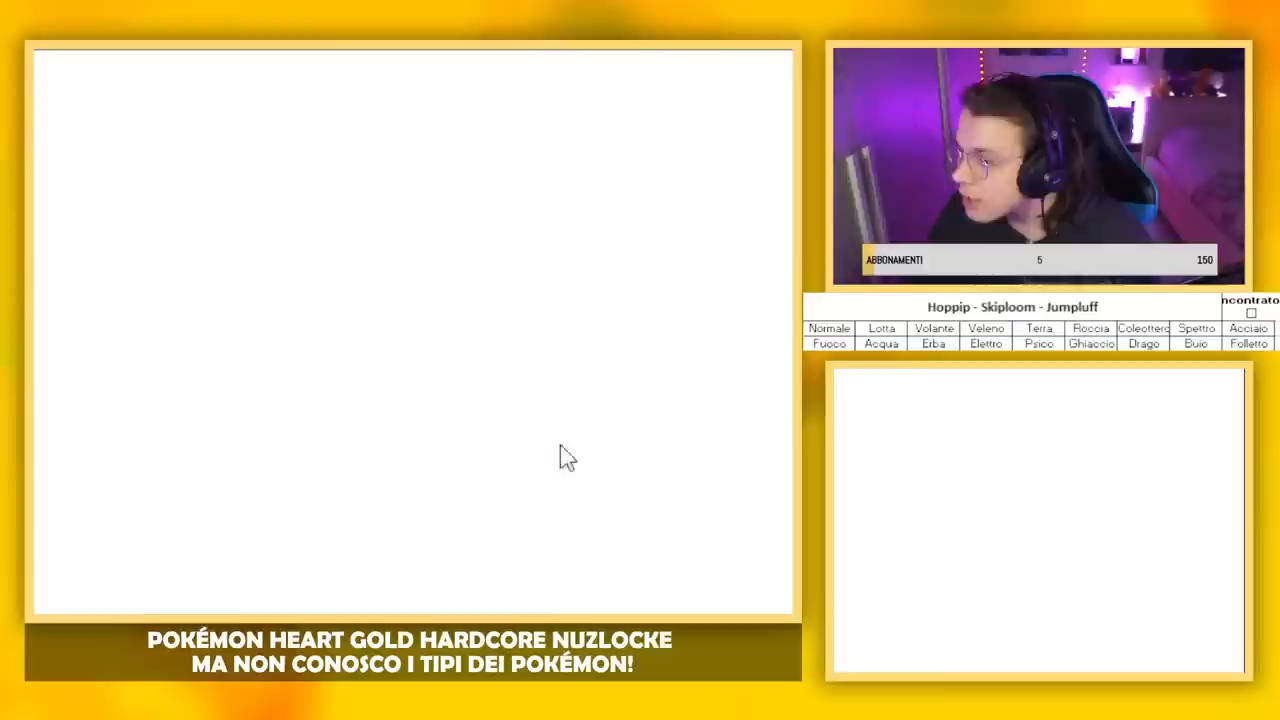 ABBONAMENTI 5 150
Hoppip - Skiploom - Jumpluff ncontrato
Normale Lotta Volante Veleno Terra Roccia Coleottero Spettro Acciaio
Fuoco Acqua Erba Elettro Psico Ghiaccio Drago Buio Folletto
POKÉMON HEART GOLD HARDCORE NUZLOCKE
MA NON CONOSCO I TIPI DEI POKÉMON!